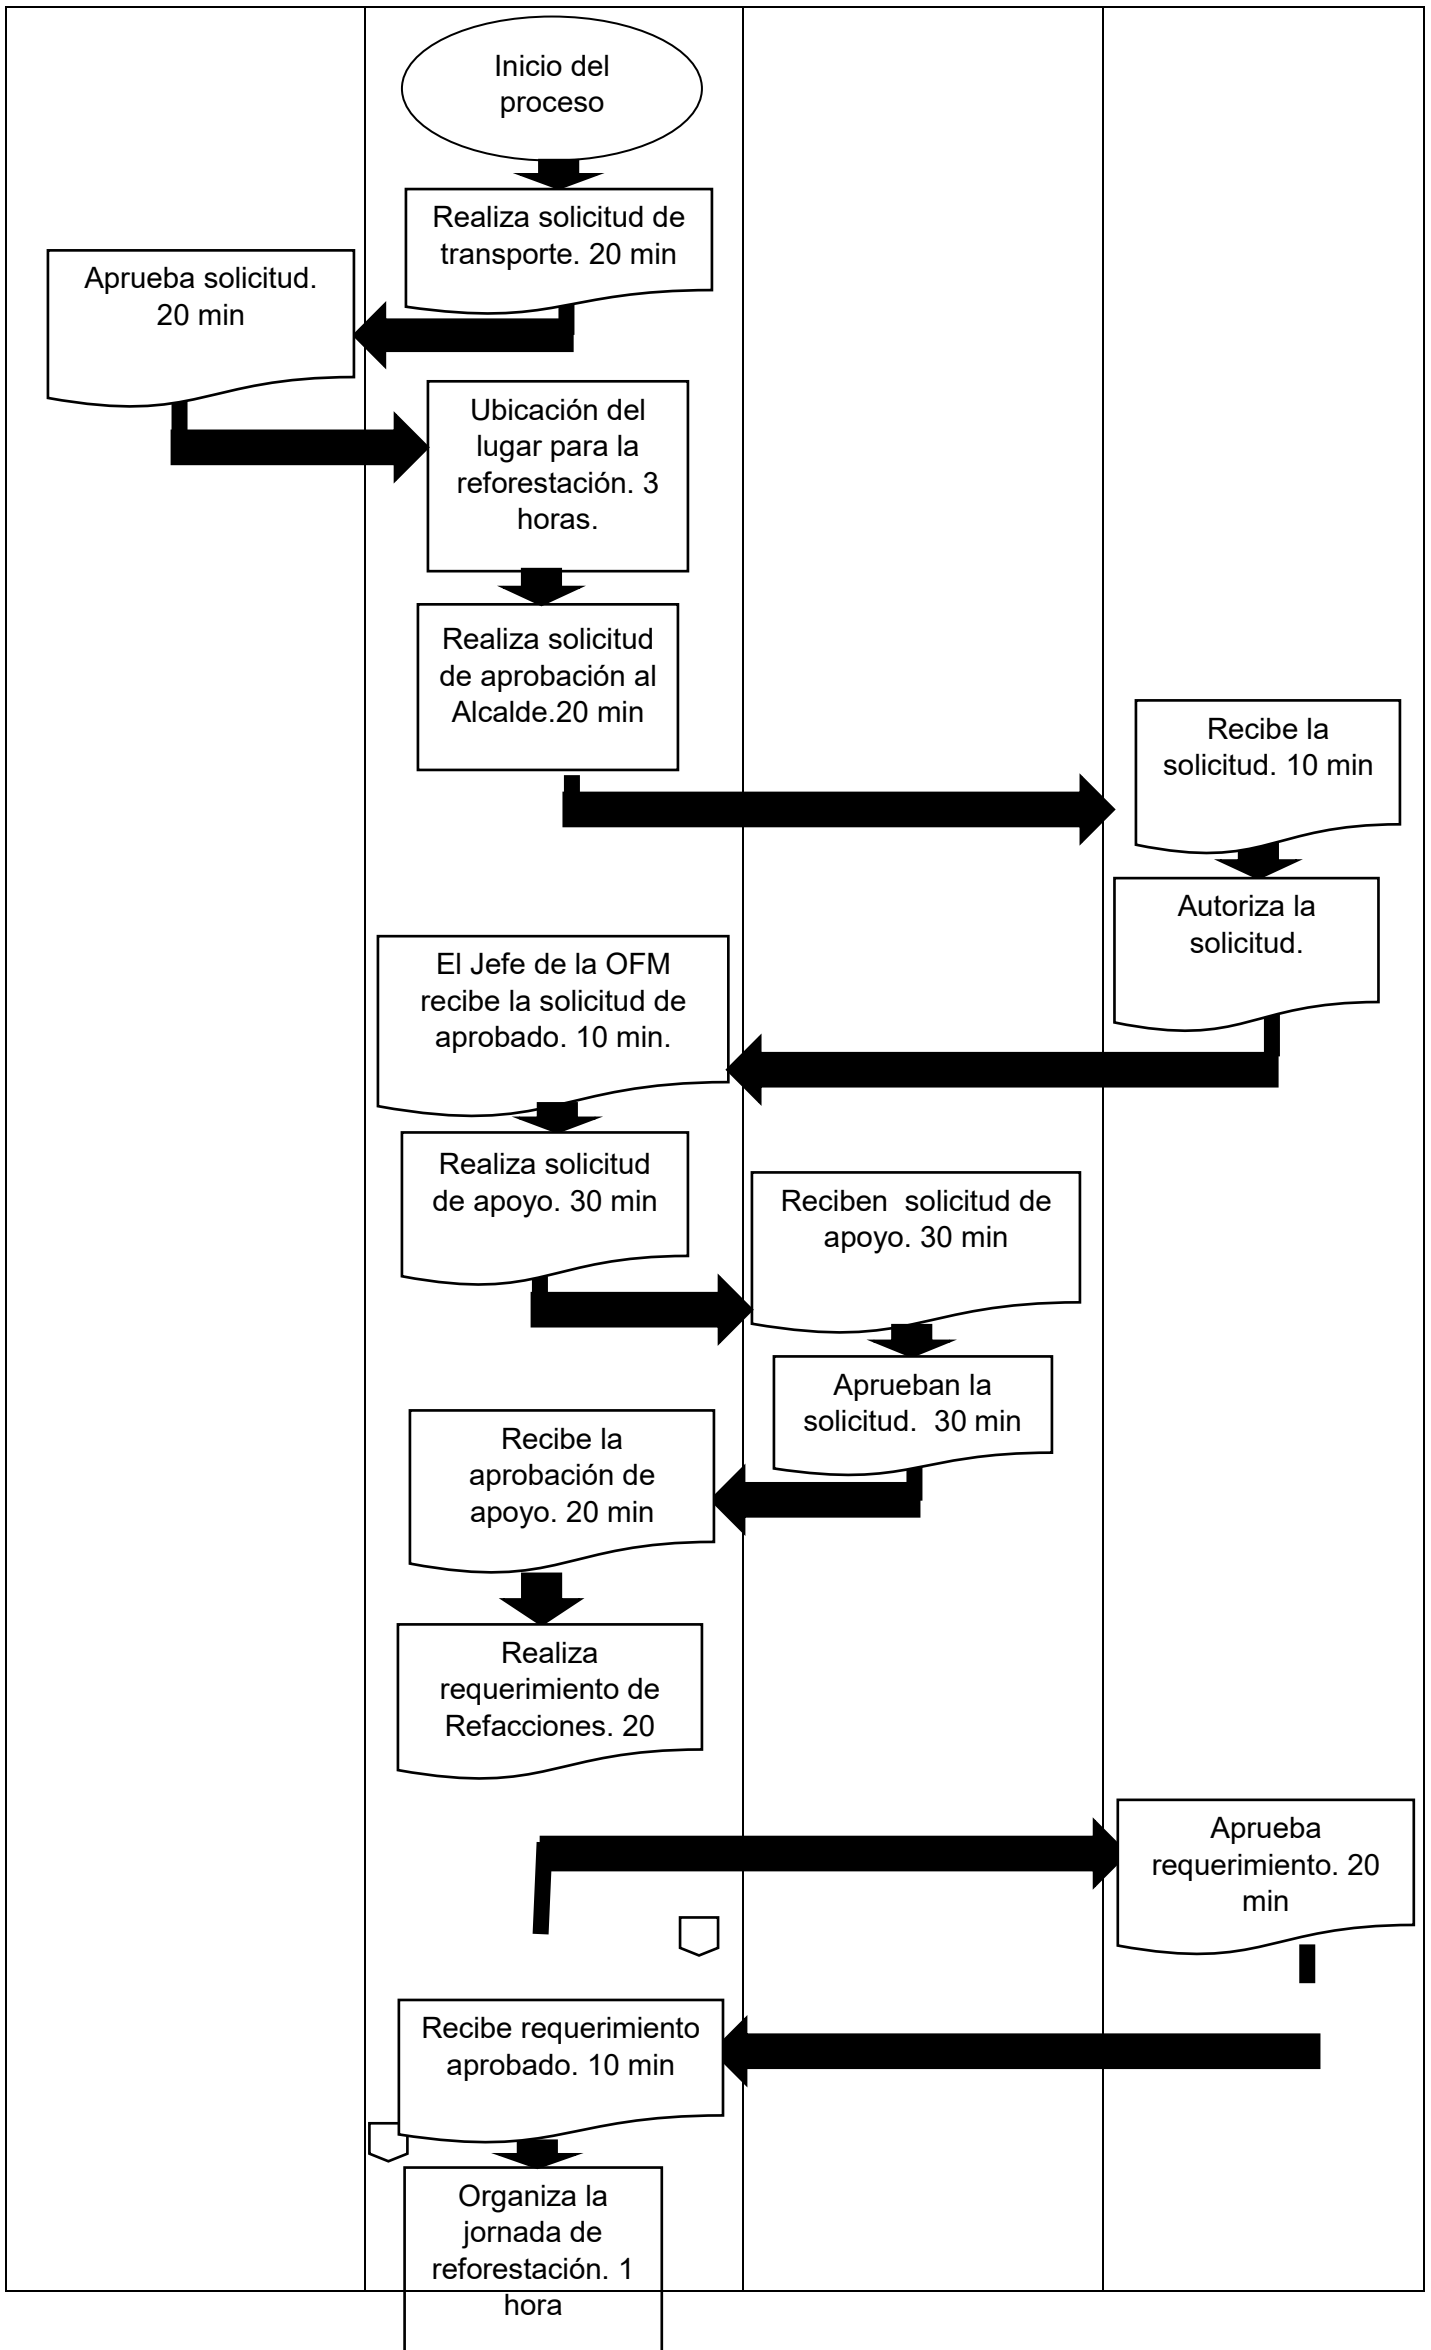 Inicio del
proceso
Realiza solicitud de
transporte. 20 min
Aprueba solicitud.
20 min
Ubicación del
lugar para la
reforestación. 3
horas.
Realiza solicitud
de aprobación al
Alcalde.20 min
Recibe la
solicitud. 10 min
Autoriza la
solicitud.
El Jefe de la OFM
recibe la solicitud de
aprobado. 10 min.
Realiza solicitud
de apoyo. 30 min
Reciben  solicitud de
apoyo. 30 min
Aprueban la
solicitud.  30 min
Recibe la
aprobación de
apoyo. 20 min
Realiza
requerimiento de
Refacciones. 20
Aprueba
requerimiento. 20
min
Recibe requerimiento
aprobado. 10 min
Organiza la
jornada de
reforestación. 1
hora